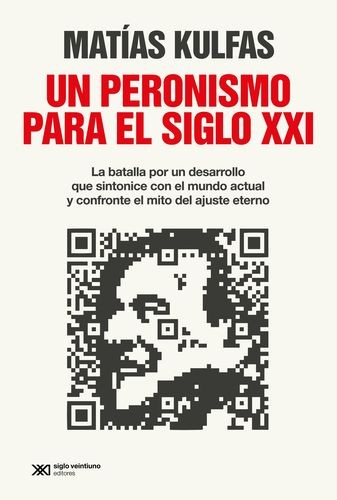 MATÍAS KULFAS
UN PERONISMO
PARA EL SIGLO XXI
La batalla por un desarrollo
que sintonice con el mundo actual
y confronte el mito del ajuste eterno
XXI siglo veintiuno
editores